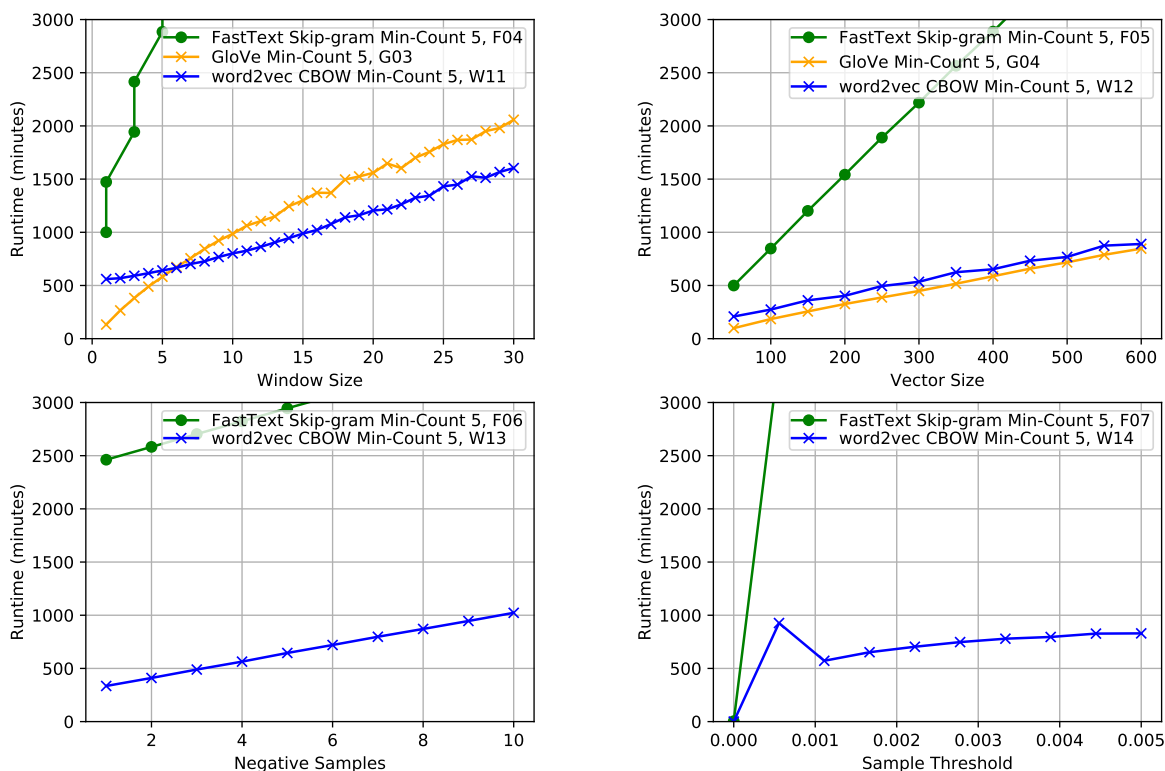 3000
2500
2000
1500
1000
500
0
Runtime (minutes)
FastText Skip-gram Min-Count 5, F04
GloVe Min-Count 5, G03
word2vec CBOW Min-Count 5, W11
0 5 10 15 20 25 30
Window Size
3000
2500
2000
1500
1000
500
0
Runtime (minutes)
FastText Skip-gram Min-Count 5, F05
GloVe Min-Count 5, G04
word2vec CBOW Min-Count 5, W12
100 200 300 400 500 600
Vector Size
3000
2500
2000
1500
1000
500
0
Runtime (minutes)
FastText Skip-gram Min-Count 5, F06
word2vec CBOW Min-Count 5, W13
2 4 6 8 10
Negative Samples
3000
2500
2000
1500
1000
500
0
Runtime (minutes)
FastText Skip-gram Min-Count 5, F07
word2vec CBOW Min-Count 5, W14
0.000 0.001 0.002 0.003 0.004 0.005
Sample Threshold